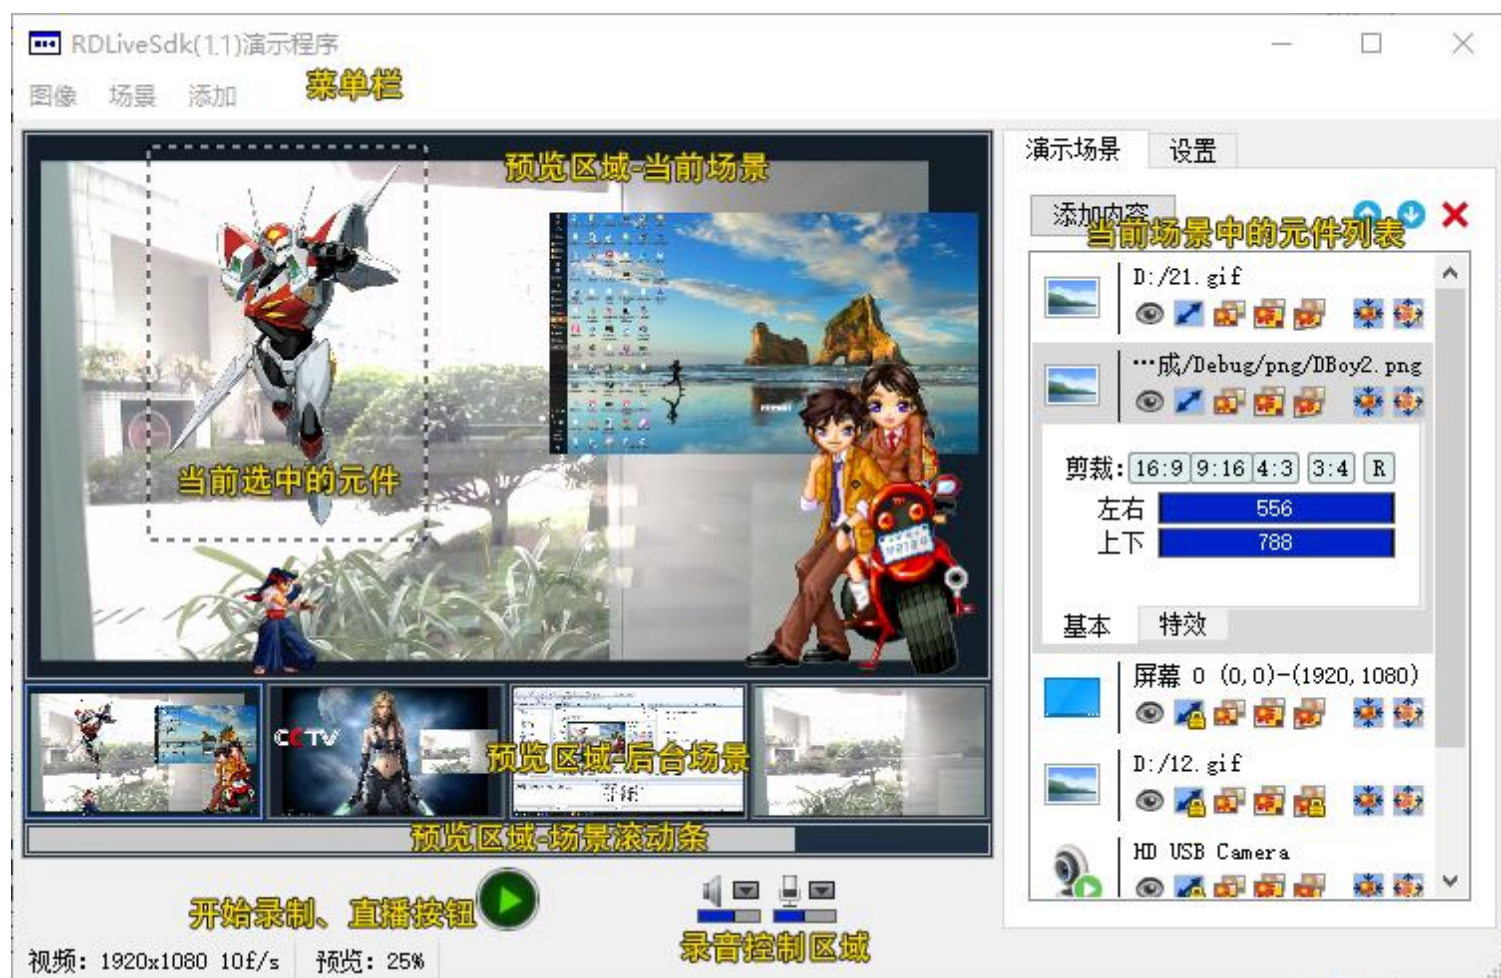 RDLiveSdk(1.1)演示程序
图像 场景 添加 菜单栏
预览区域-当前场景
当前选中的元件
CCTV
预览区域-后台场景
预览区域-场景滚动条
开始录制、直播按钮
录音控制区域
视频: 1920x1080 10f/s 预览: 25%
演示场景 设置
添加内容
当前场景中的元件列表
D:/21.gif
…成/Debug/png/DBoy2.png
剪裁: 16:9 9:16 4:3 3:4 R
左右 556
上下 788
基本 特效
屏幕 0 (0,0)-(1920,1080)
D:/12.gif
HD USB Camera